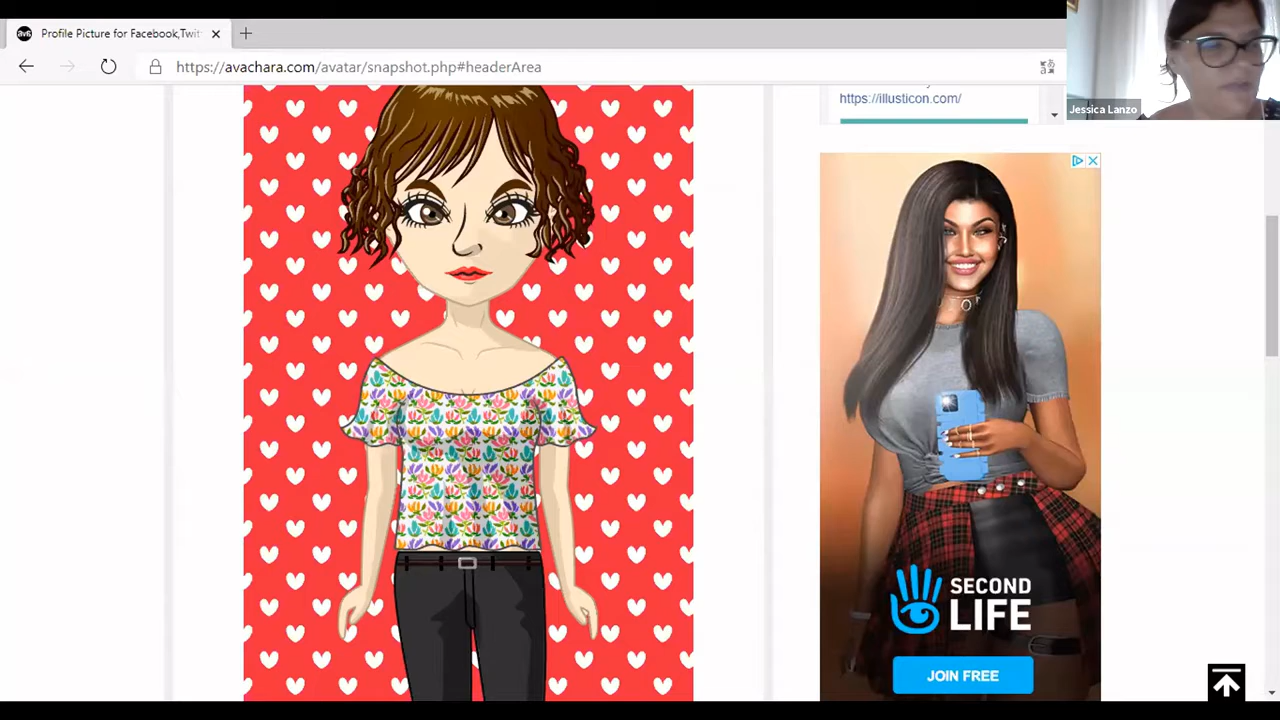 Profile Picture for Facebook,Twit
https://avachara.com/avatar/snapshot.php#headerArea
Jessica Lanzo
https://illusticon.com/
SECOND
LIFE
JOIN FREE